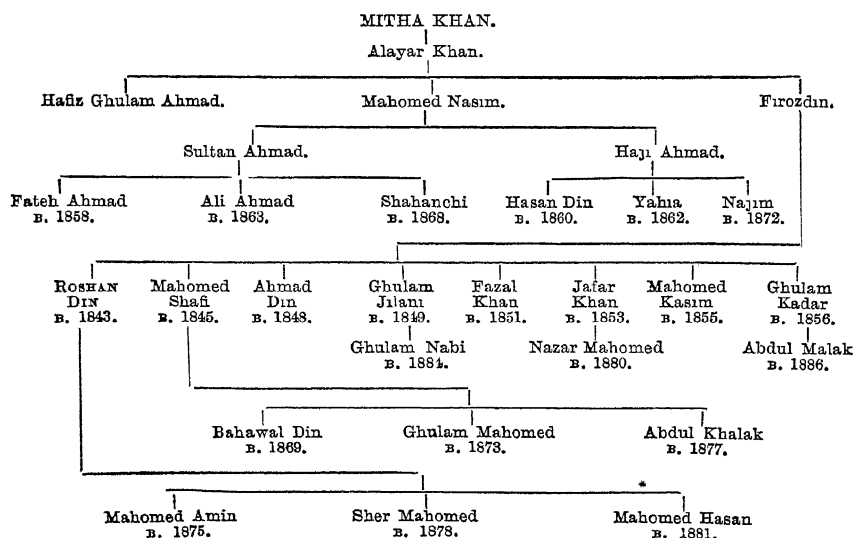 MITHA KHAN.
Alayar Khan.
Hafiz Ghulam Ahmad. Mahomed Nasim. Firozdin.
Sultan Ahmad. Haji Ahmad.
Fateh Ahmad Ali Ahmad Shahanchi Hasan Din Yahia Najim
B. 1858. B. 1863. B. 1868. B. 1860. B. 1862. B. 1872.
ROSHAN Mahomed Ahmad Ghulam Fazal Jafar Mahomed Ghulam
DIN Shafi Din Jilani Khan Khan Kasim Kadar
B. 1843. B. 1845. B. 1848. B. 1849. B. 1851. B. 1853. B. 1855. B. 1856.
Ghulam Nabi Nazar Mahomed Abdul Malak
B. 1884. B. 1880. B. 1886.
Bahawal Din Ghulam Mahomed Abdul Khalak
B. 1869. B. 1873. B. 1877.
Mahomed Amin Sher Mahomed Mahomed Hasan
B. 1875. B. 1878. B. 1881.